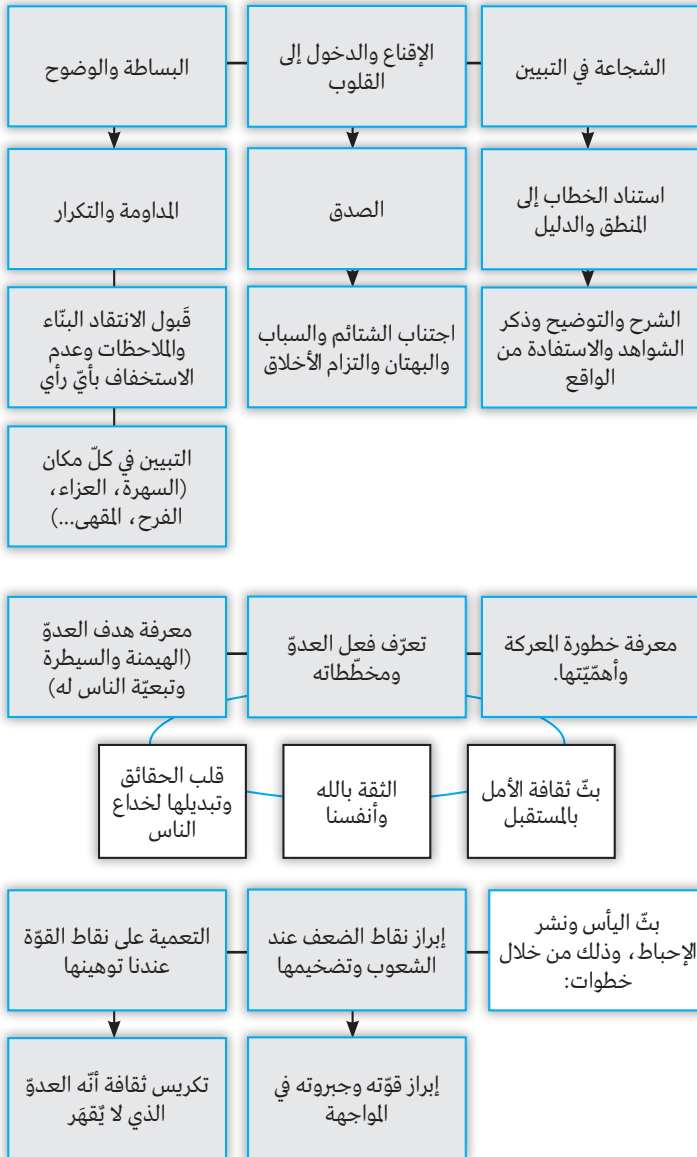 الشجاعة في التبيين
الإقناع والدخول إلى
القلوب
البساطة والوضوح
استناد الخطاب إلى
المنطق والدليل
الصدق
المداومة والتكرار
الشرح والتوضيح وذكر
الشواهد والاستفادة من
الواقع
اجتناب الشتائم والسباب
والبهتان والتزام الأخلاق
قَبول الانتقاد البنّاء
والملاحظات وعدم
الاستخفاف بأيّ رأي
التبيين في كلّ مكان
(السهرة، العزاء،
الفرح، المقهى...)
معرفة خطورة المعركة
وأهمّيّتها.
تعرّف فعل العدوّ
ومخطّطاته
معرفة هدف العدوّ
(الهيمنة والسيطرة
وتبعيّة الناس له)
بثّ ثقافة الأمل
بالمستقبل
الثقة بالله
وأنفسنا
قلب الحقائق
وتبديلها لخداع
الناس
بثّ اليأس ونشر
الإحباط، وذلك من خلال
خطوات:
إبراز نقاط الضعف عند
الشعوب وتضخيمها
التعمية على نقاط القوّة
عندنا توهينها
إبراز قوّته وجبروته في
المواجهة
تكريس ثقافة أنّه العدوّ
الذي لا يٌقهَر